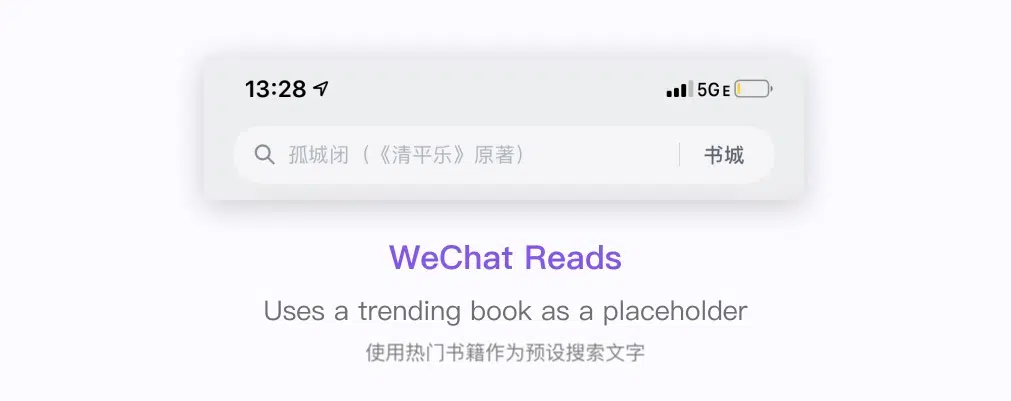 13:28 5GE
孤城闭（《清平乐》原著） 书城
WeChat Reads
Uses a trending book as a placeholder
使用热门书籍作为预设搜索文字